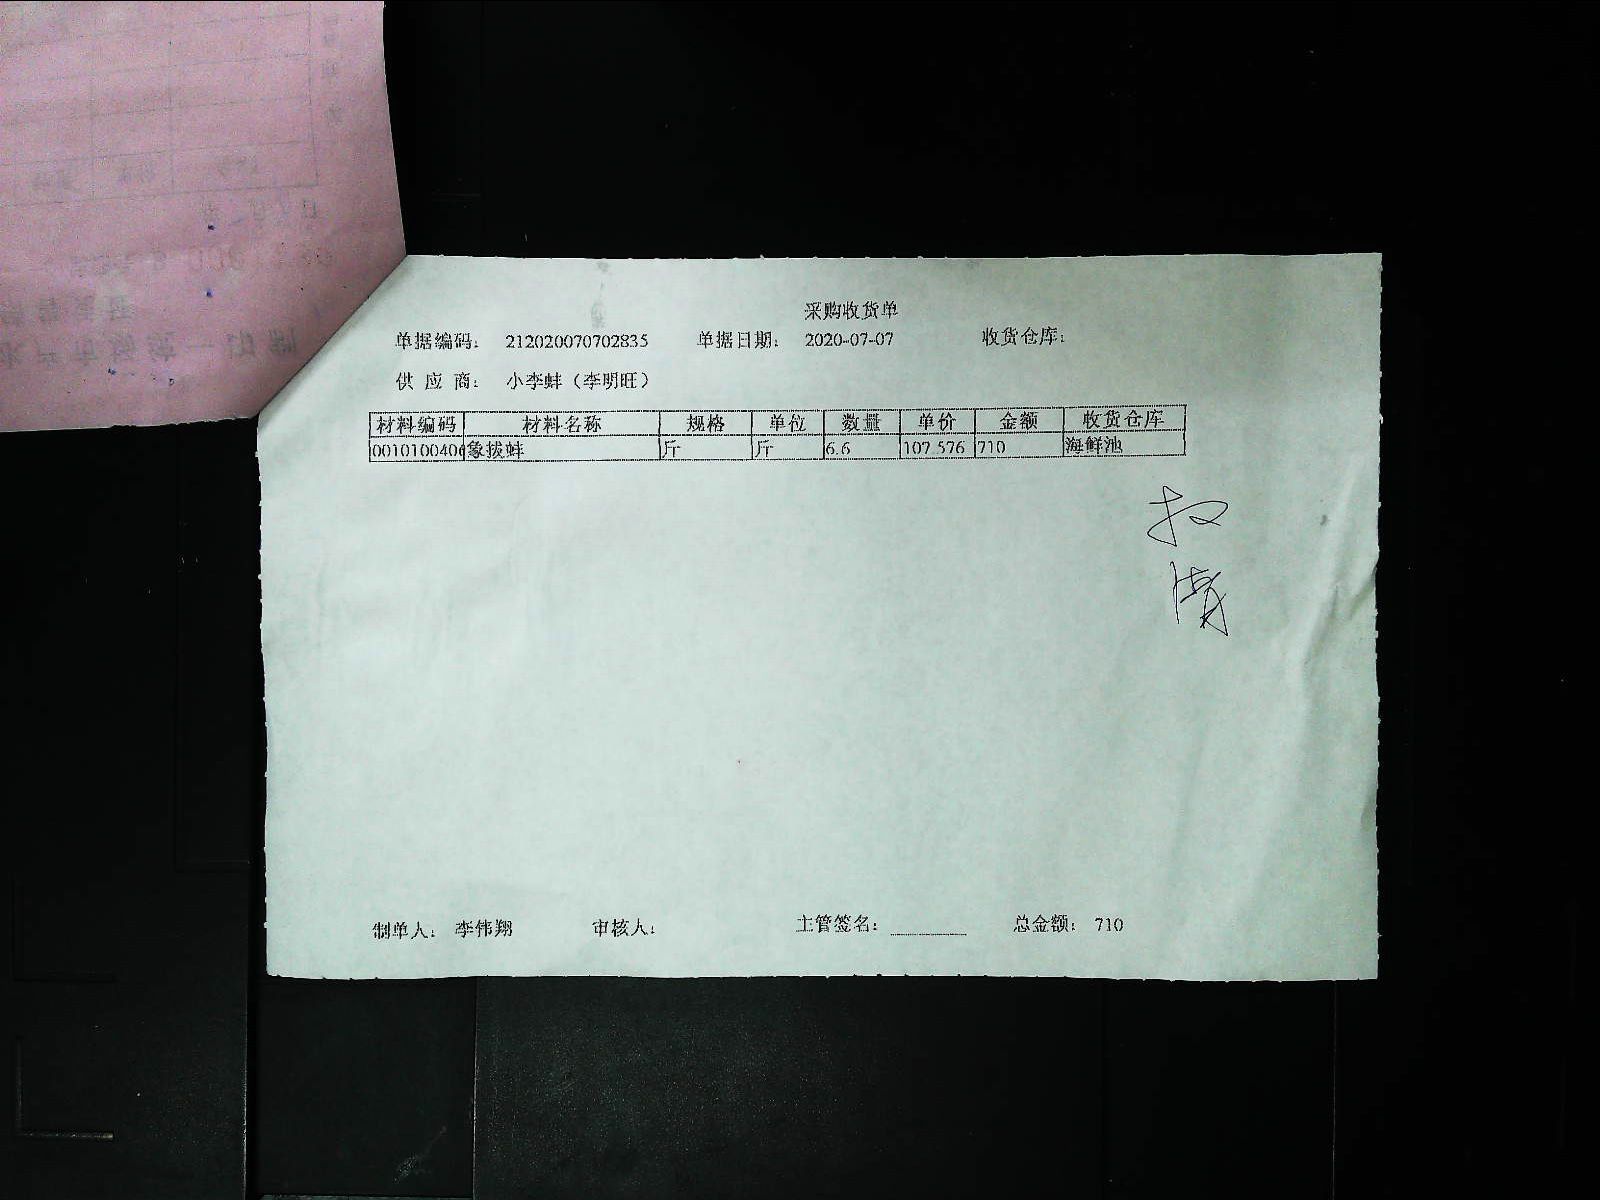 采购收货单
单据编码： 212020070702835 单据日期： 2020-07-07 收货仓库：
供 应 商： 小李蚌（李明旺）
材料编码 材料名称 规格 单位 数量 单价 金额 收货仓库
0010100406 象拔蚌 斤 斤 6.6 107.576 710 海鲜池
制单人： 李伟翔 审核人： 主管签名： 总金额： 710